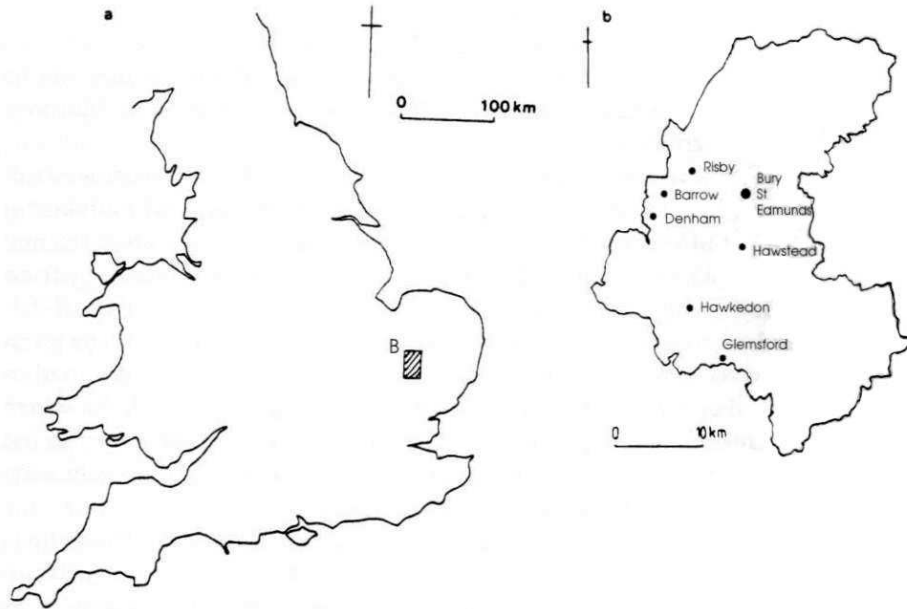 a
b
0 100 km
B
Risby
Barrow
Denham
Bury
St.
Edmunds
Hawstead
Hawkedon
Glemsford
0 10 km